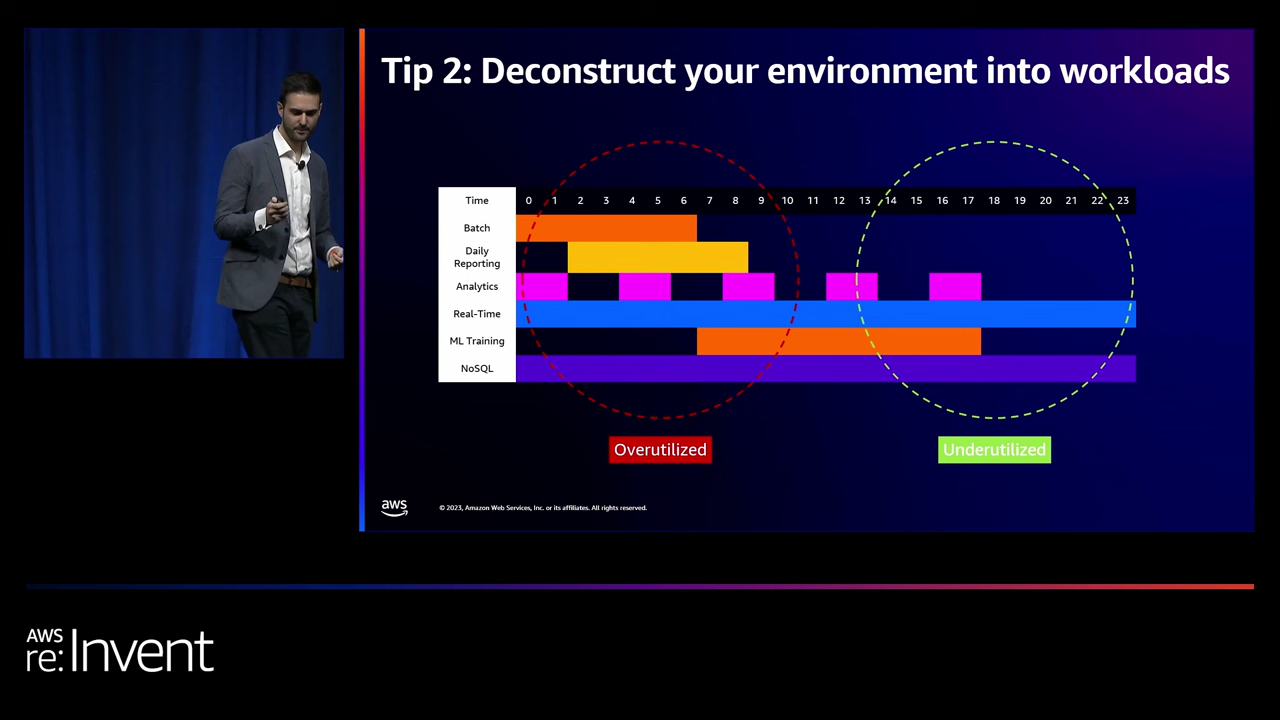 Tip 2: Deconstruct your environment into workloads
Time 0 1 2 3 4 5 6 7 8 9 10 11 12 13 14 15 16 17 18 19 20 21 22 23
Batch
Daily
Reporting
Analytics
Real-Time
ML Training
NoSQL
Overutilized
Underutilized
aws
© 2023, Amazon Web Services, Inc. or its affiliates. All rights reserved.
AWS
re:Invent